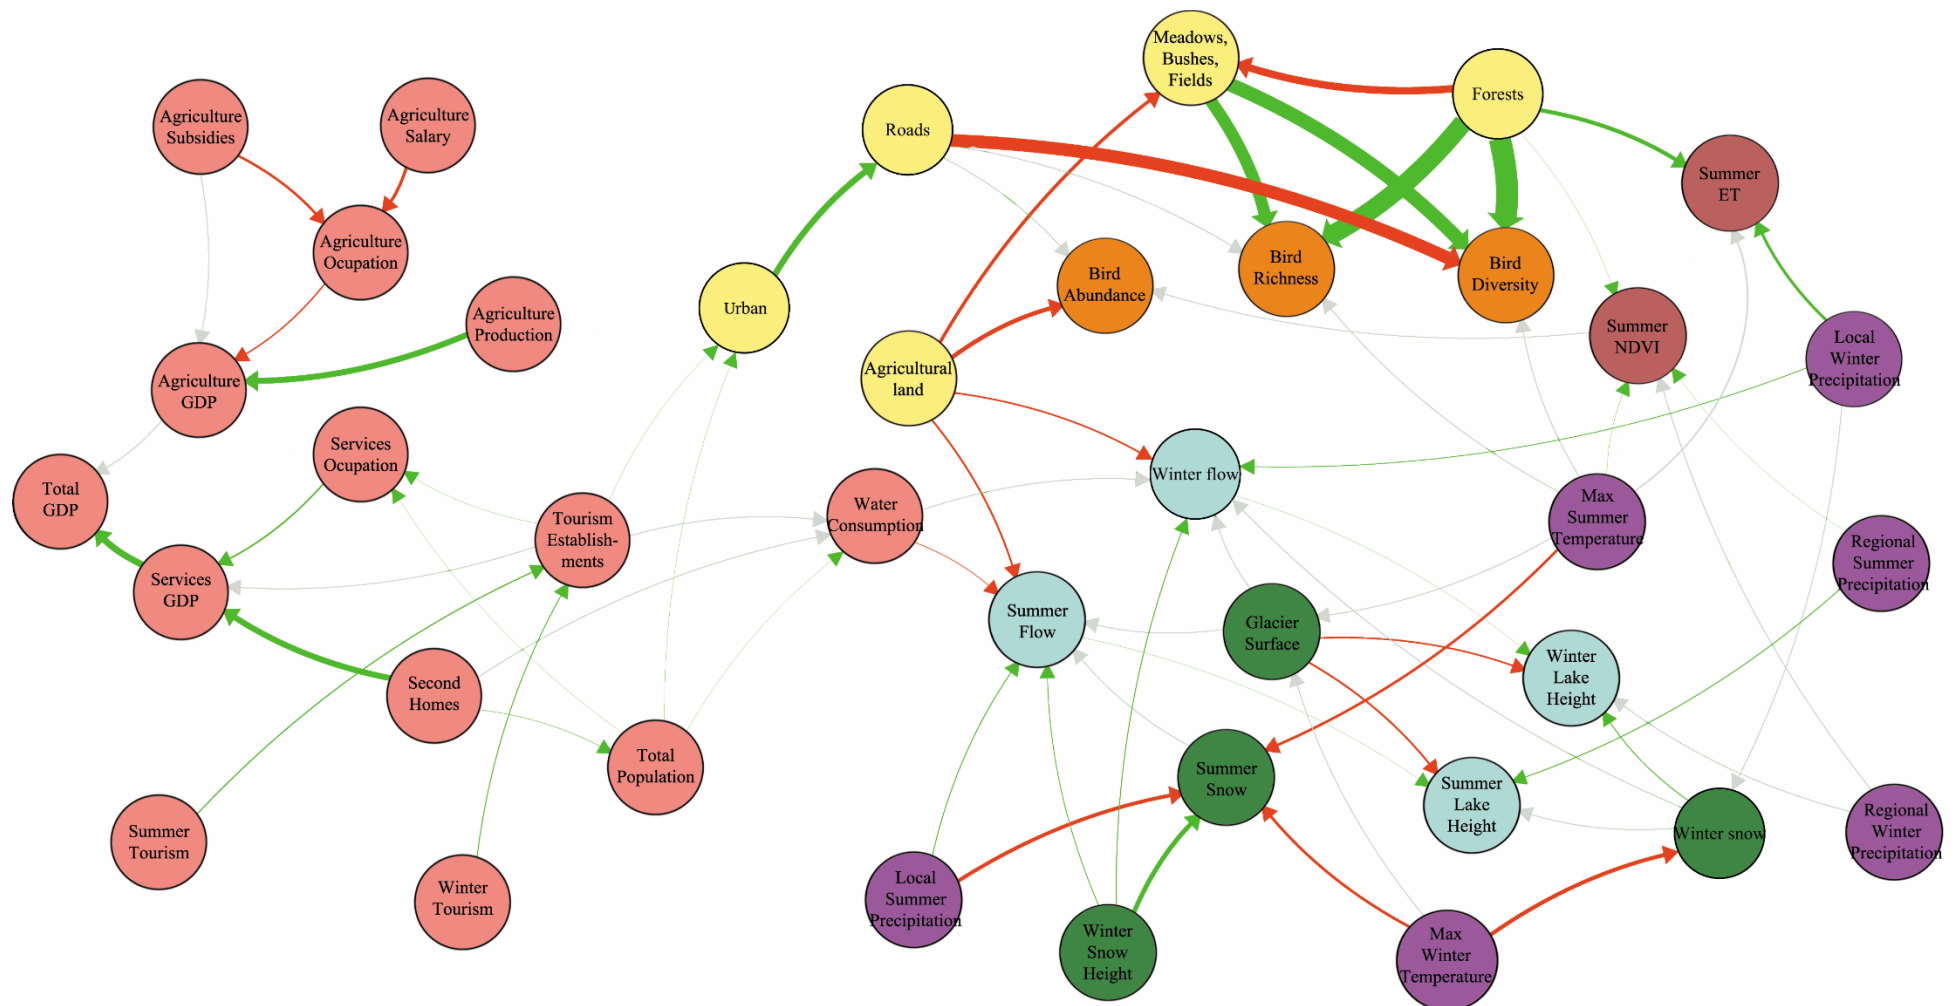 Meadows,
Bushes,
Fields
Forests
Agriculture
Subsidies
Agriculture
Salary
Roads
Summer
ET
Agriculture
Ocupation
Bird
Abundance
Bird
Richness
Bird
Diversity
Urban
Agriculture
Production
Summer
NDVI
Local
Winter
Precipitation
Agriculture
GDP
Agricultural
land
Services
Ocupation
Winter flow
Total
GDP
Water
Consumption
Tourism
Establish-
ments
Max
Summer
Temperature
Regional
Summer
Precipitation
Services
GDP
Summer
Flow
Glacier
Surface
Winter
Lake
Height
Second
Homes
Total
Population
Summer
Snow
Summer
Lake
Height
Winter snow
Regional
Winter
Precipitation
Summer
Tourism
Winter
Tourism
Local
Summer
Precipitation
Winter
Snow
Height
Max
Winter
Temperature